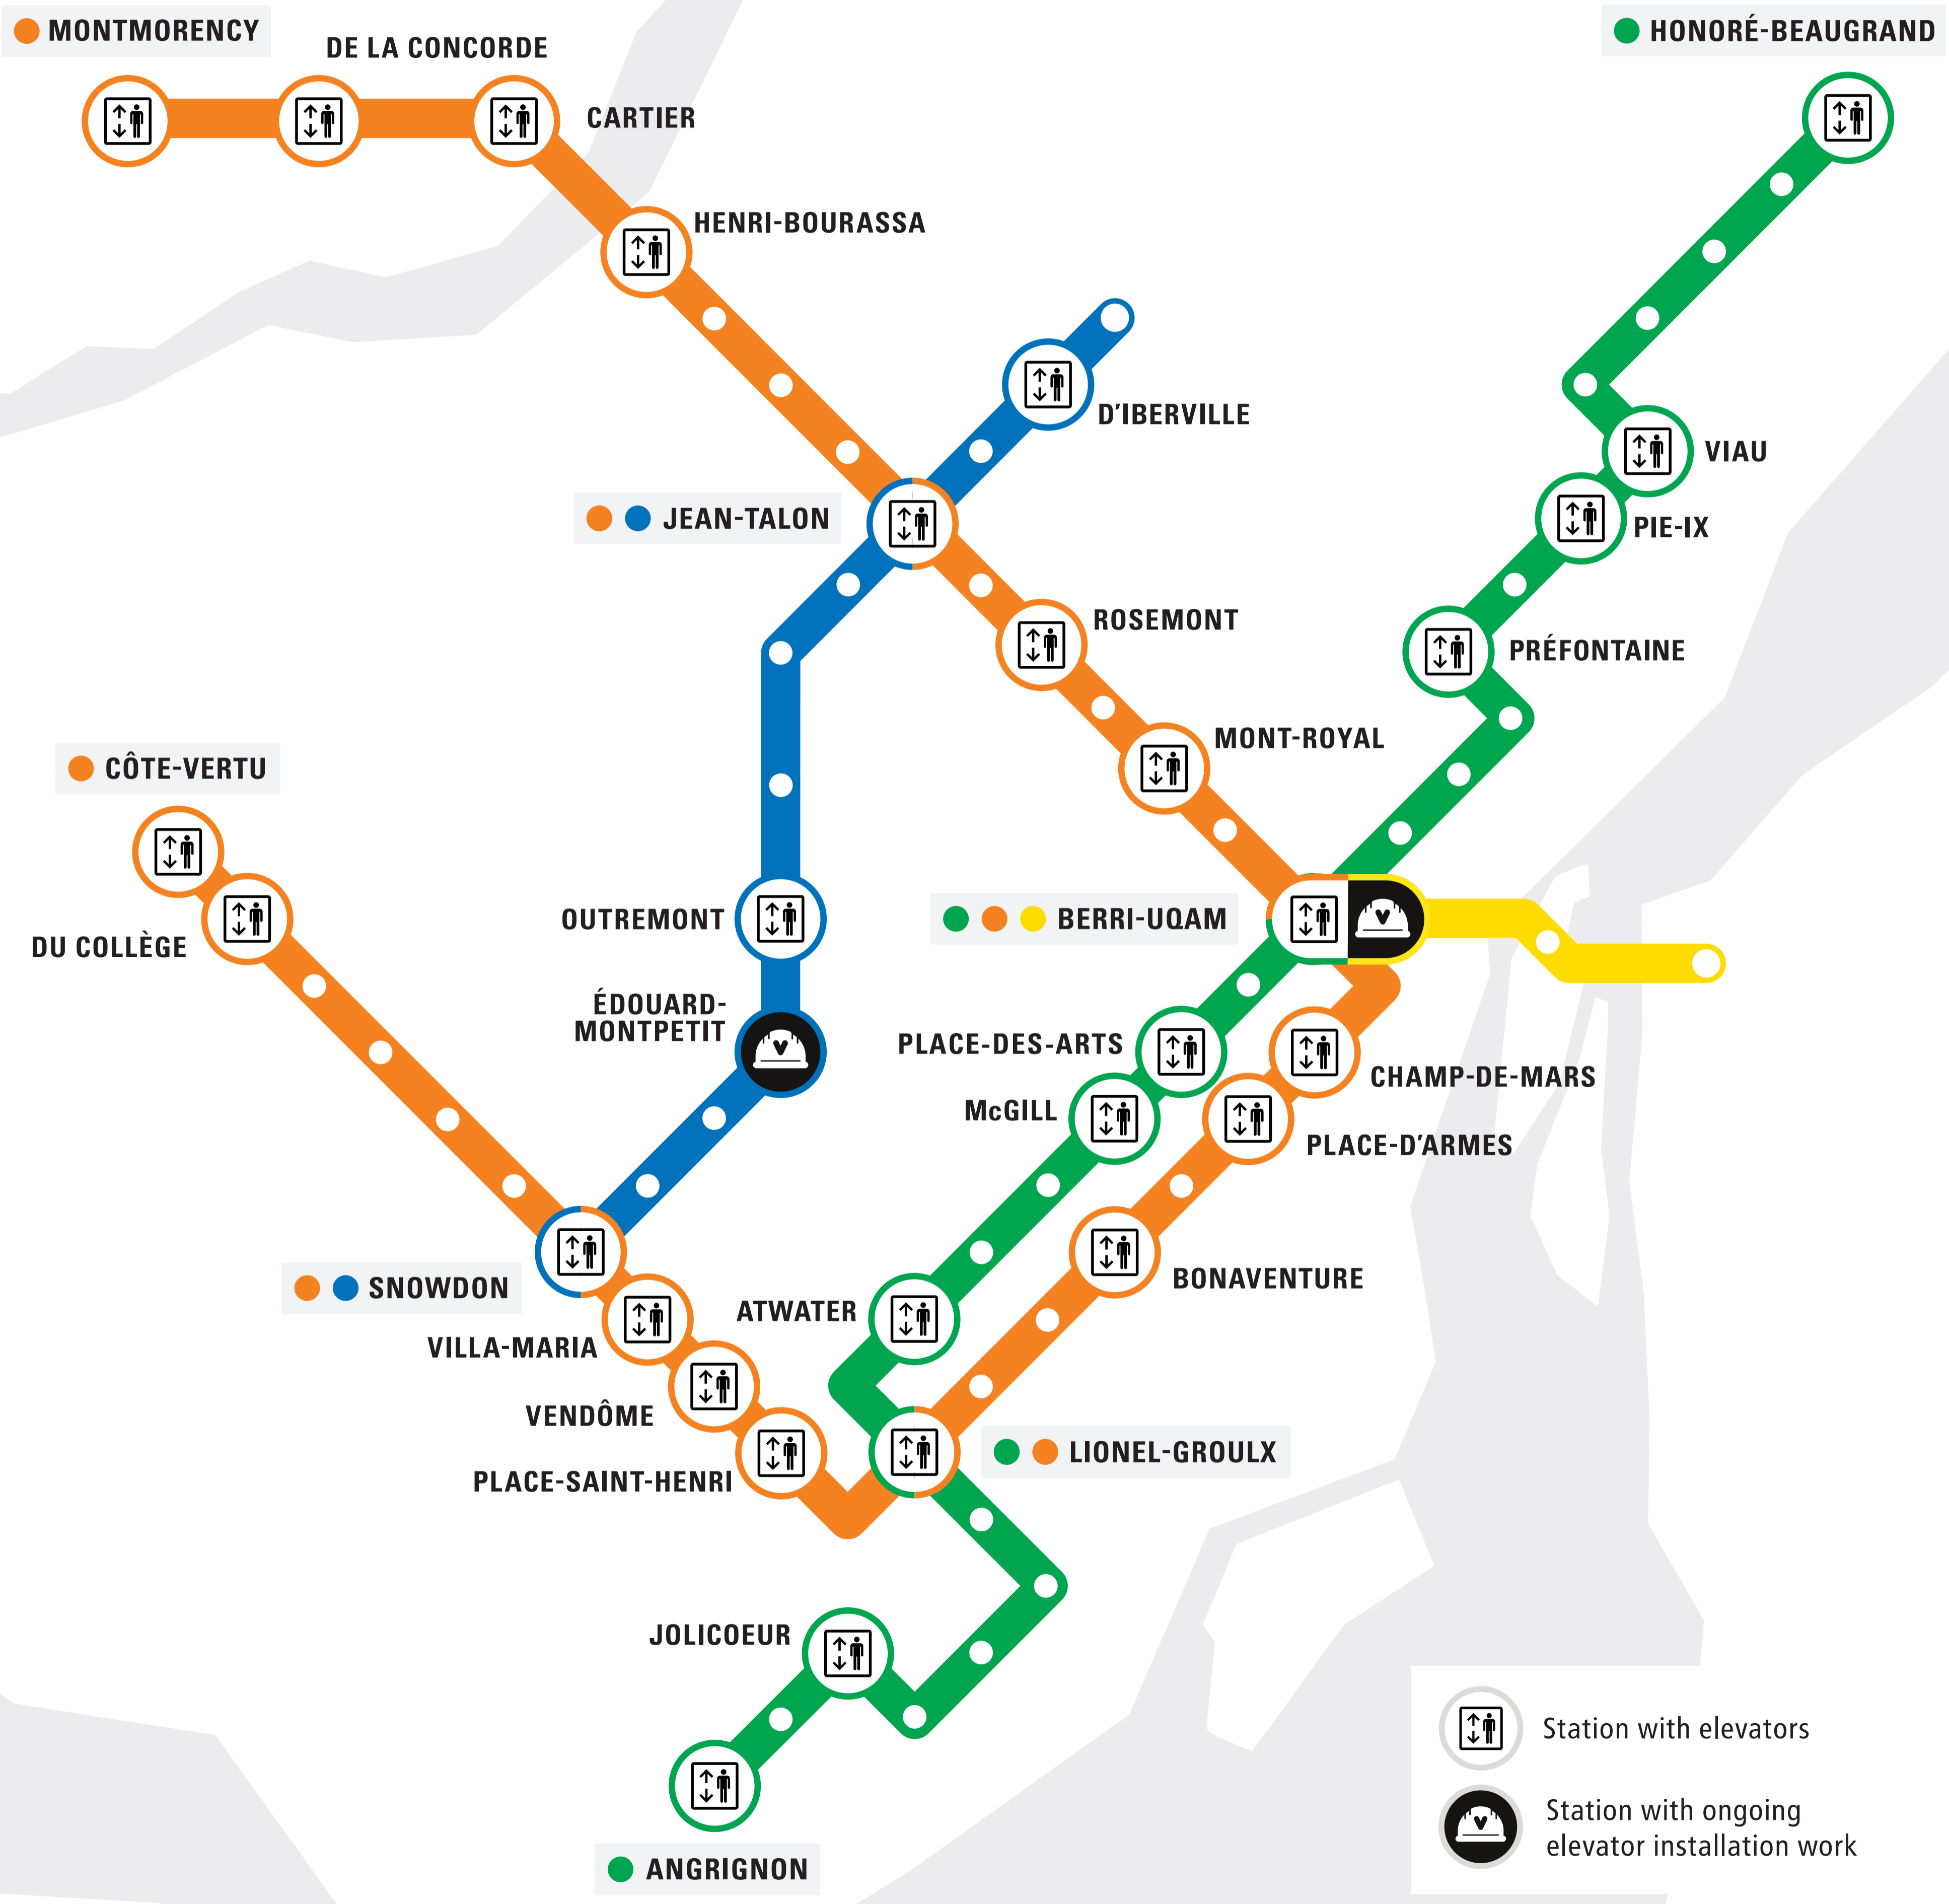 MONTMORENCY
DE LA CONCORDE
HONORÉ-BEAUGRAND
CARTIER
HENRI-BOURASSA
D'IBERVILLE
VIAU
JEAN-TALON
PIE-IX
ROSEMONT
PRÉFONTAINE
MONT-ROYAL
CÔTE-VERTU
DU COLLÈGE
OUTREMONT
BERRI-UQAM
ÉDOUARD-
MONTPETIT
PLACE-DES-ARTS
CHAMP-DE-MARS
McGILL
PLACE-D'ARMES
SNOWDON
BONAVENTURE
ATWATER
VILLA-MARIA
VENDÔME
LIONEL-GROULX
PLACE-SAINT-HENRI
JOLICOEUR
ANGRIGNON
Station with elevators
Station with ongoing
elevator installation work